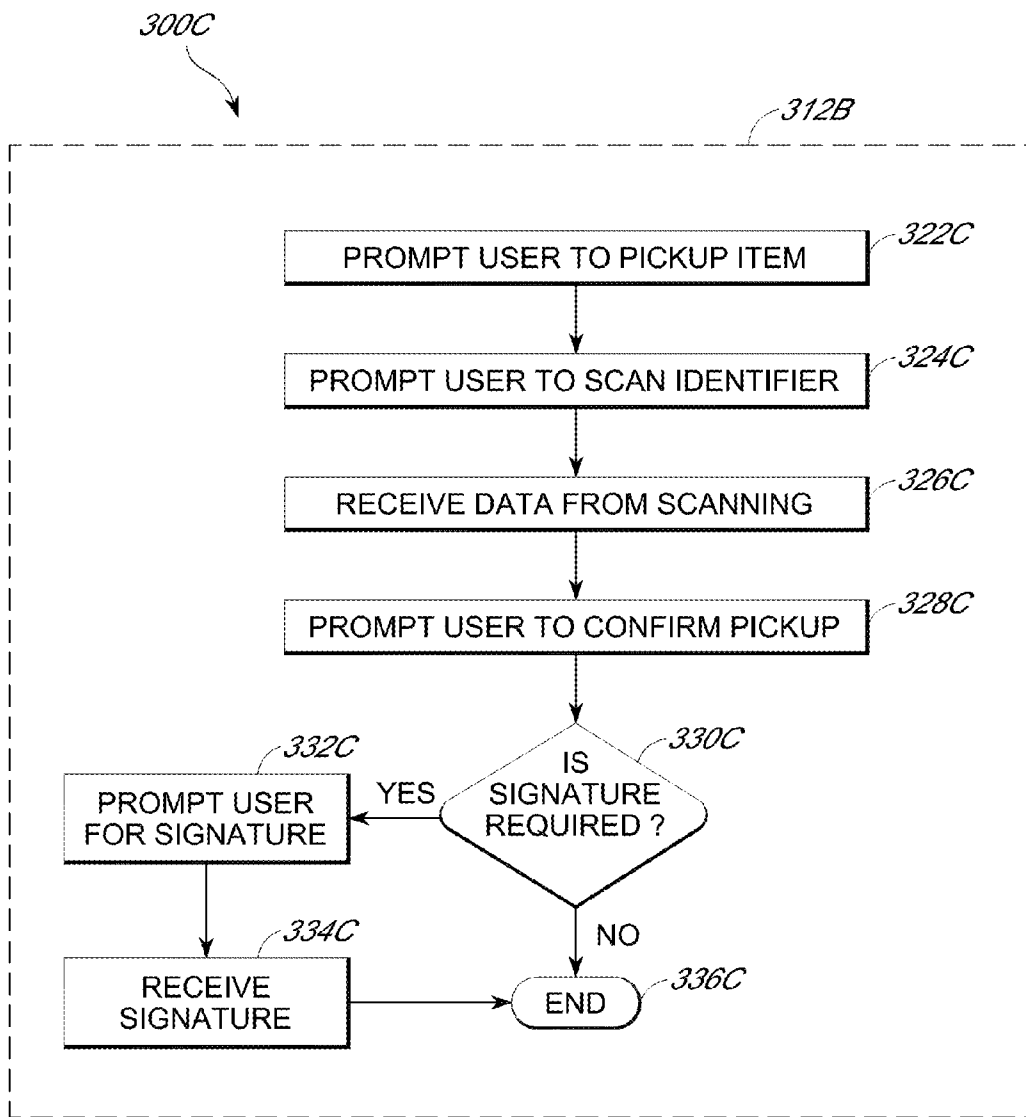 300C
312B
PROMPT USER TO PICKUP ITEM
322C
PROMPT USER TO SCAN IDENTIFIER
324C
RECEIVE DATA FROM SCANNING
326C
PROMPT USER TO CONFIRM PICKUP
328C
IS
SIGNATURE
REQUIRED ?
330C
YES
332C
PROMPT USER
FOR SIGNATURE
334C
RECEIVE
SIGNATURE
NO
END
336C